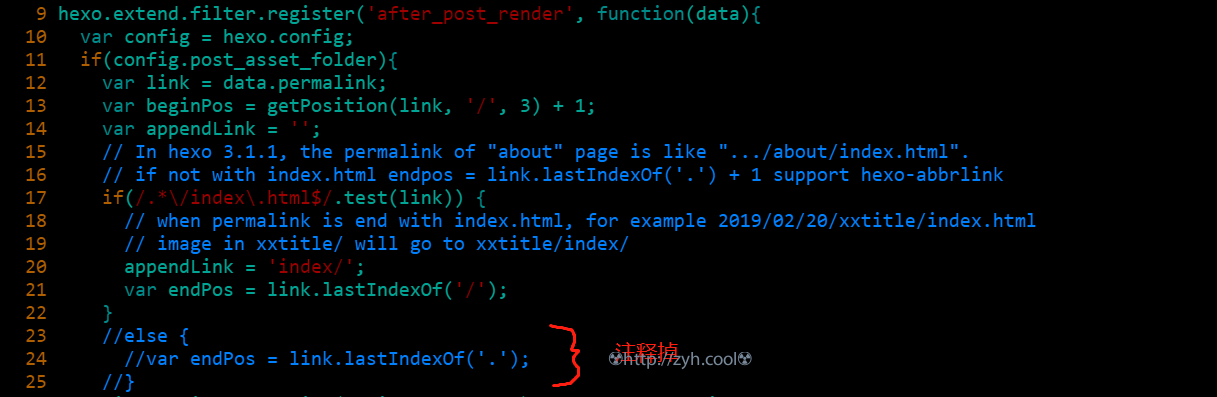 9 hexo.extend.filter.register('after_post_render', function(data){
10   var config = hexo.config;
11   if(config.post_asset_folder){
12     var link = data.permalink;
13     var beginPos = getPosition(link, '/', 3) + 1;
14     var appendLink = '';
15     // In hexo 3.1.1, the permalink of "about" page is like ".../about/index.html".
16     // if not with index.html endpos = link.lastIndexOf('.') + 1 support hexo-abbrlink
17     if(/.*\/index\.html$/.test(link)) {
18       // when permalink is end with index.html, for example 2019/02/20/xxtitle/index.html
19       // image in xxtitle/ will go to xxtitle/index/
20       appendLink = 'index/';
21       var endPos = link.lastIndexOf('/');
22     }
23     //else {
24       //var endPos = link.lastIndexOf('.');
注释掉
☢http://zyh.cool☢
25     //}